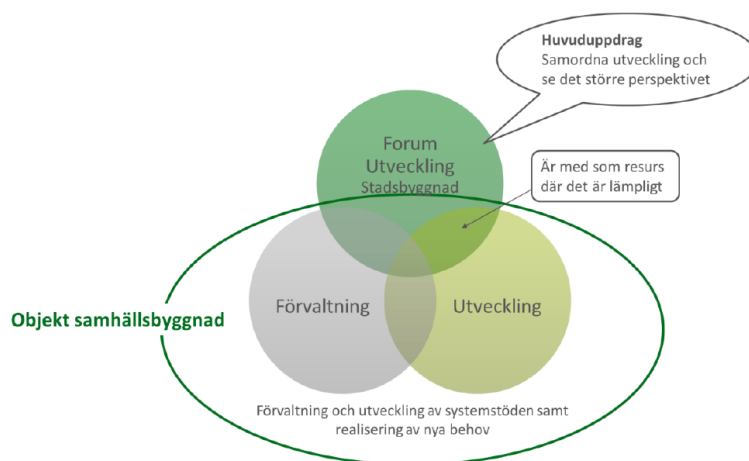 Huvuduppdrag
Samordna utveckling och
se det större perspektivet
Forum
Utveckling
Stadsbyggnad
Är med som resurs
där det är lämpligt
Förvaltning
Utveckling
Objekt samhällsbyggnad
Förvaltning och utveckling av systemstöden samt
realisering av nya behov